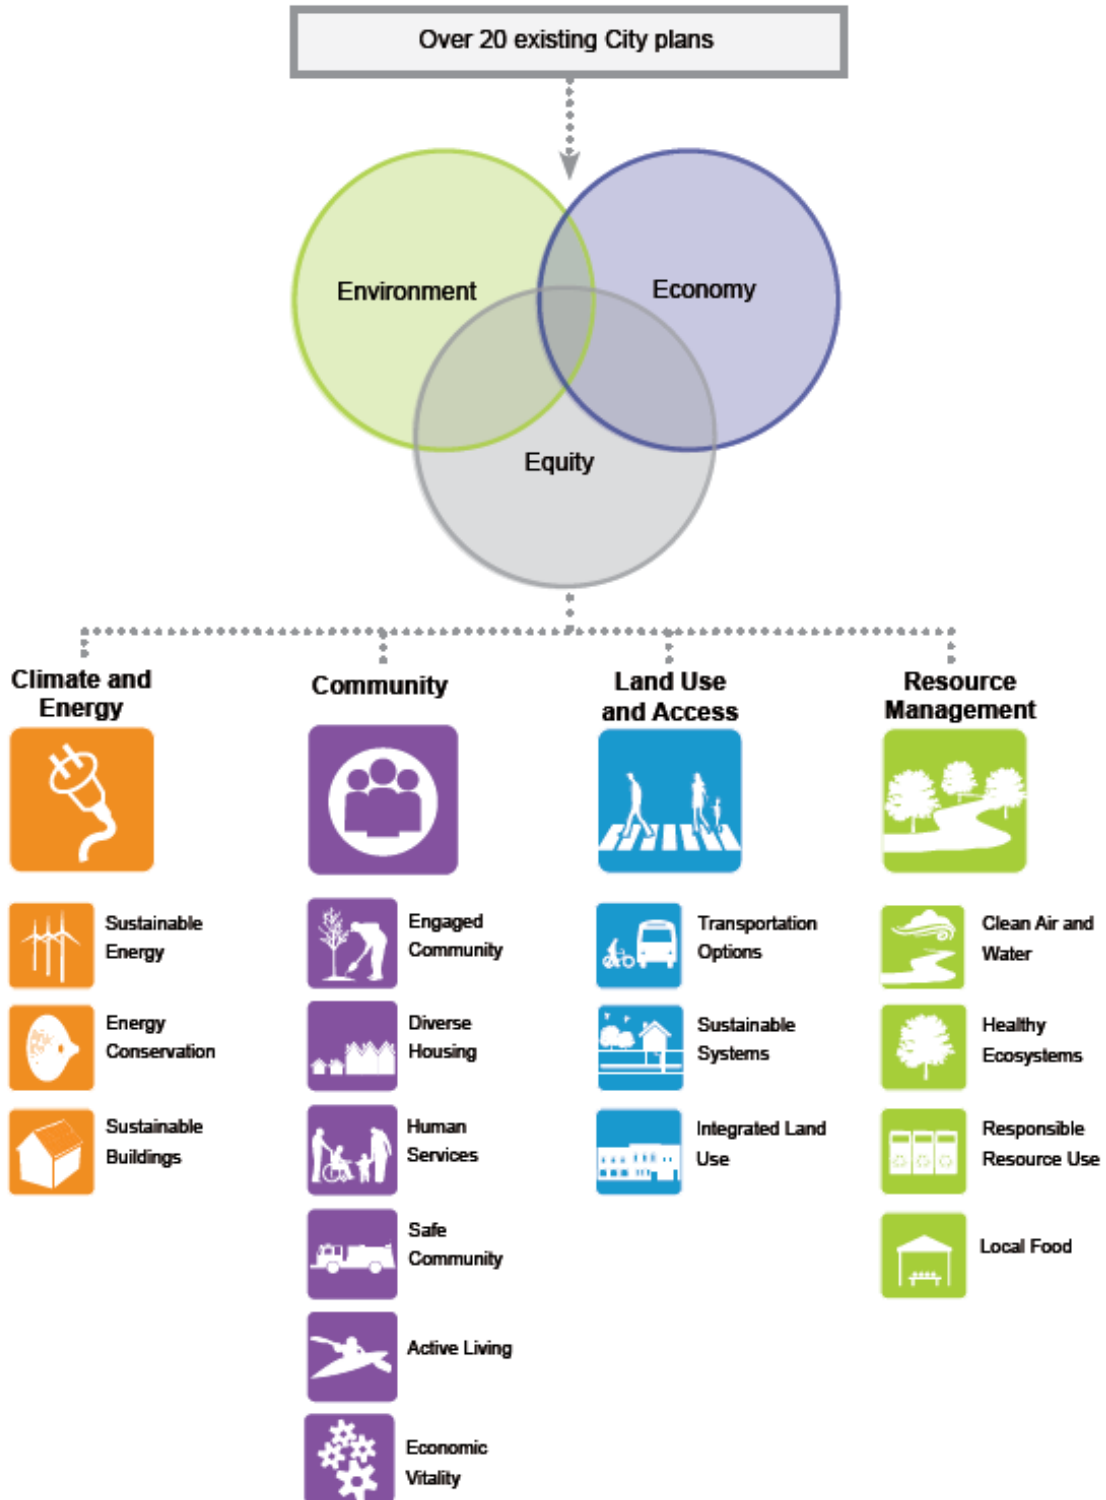 Over 20 existing City plans
Environment
Economy
Equity
Climate and
Energy
Sustainable
Energy
Energy
Conservation
Sustainable
Buildings
Community
Engaged
Community
Diverse
Housing
Human
Services
Safe
Community
Active Living
Economic
Vitality
Land Use
and Access
Transportation
Options
Sustainable
Systems
Integrated Land
Use
Resource
Management
Clean Air and
Water
Healthy
Ecosystems
Responsible
Resource Use
Local Food